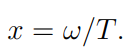 x = ω/T.